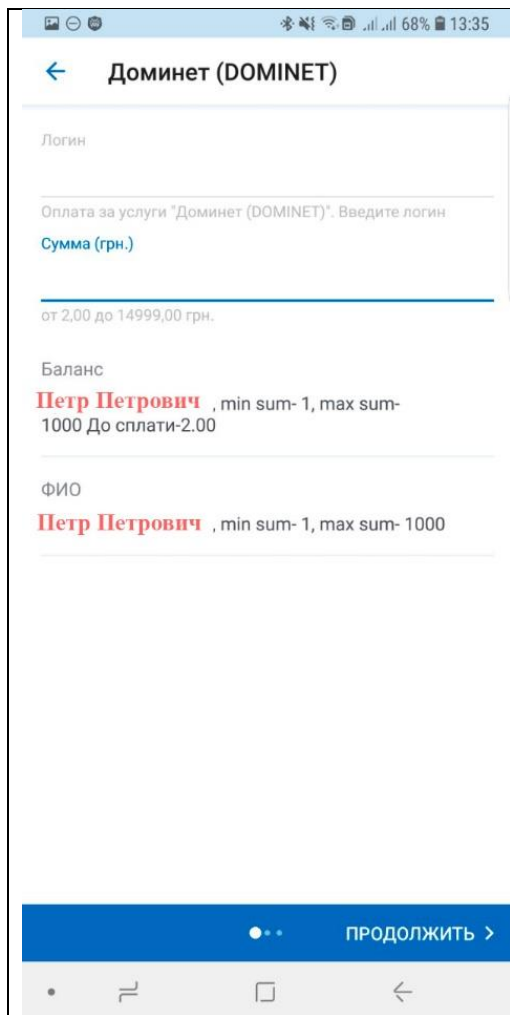 68% 13:35
Доминет (DOMINET)
Логин
Оплата за услуги "Доминет (DOMINET)". Введите логин
Сумма (грн.)
от 2,00 до 14999,00 грн.
Баланс
Петр Петрович , min sum- 1, max sum-
1000 До сплати-2.00
ФИО
Петр Петрович , min sum- 1, max sum- 1000
ПРОДОЛЖИТЬ